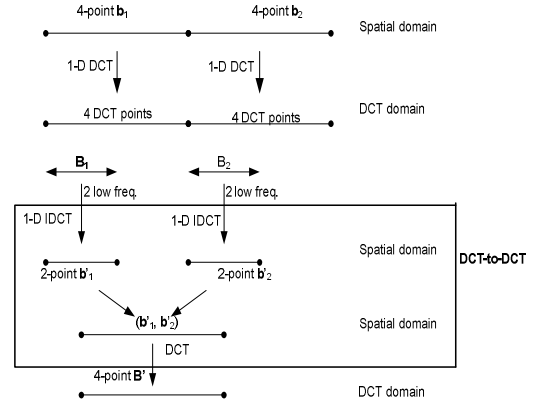 4-point b1 4-point b2
Spatial domain
1-D DCT 1-D DCT
DCT domain
4 DCT points 4 DCT points
B1 B2
2 low freq. 2 low freq.
1-D IDCT 1-D IDCT
Spatial domain
DCT-to-DCT
2-point b'1 2-point b'2
(b'1, b'2) Spatial domain
DCT
4-point B'
DCT domain